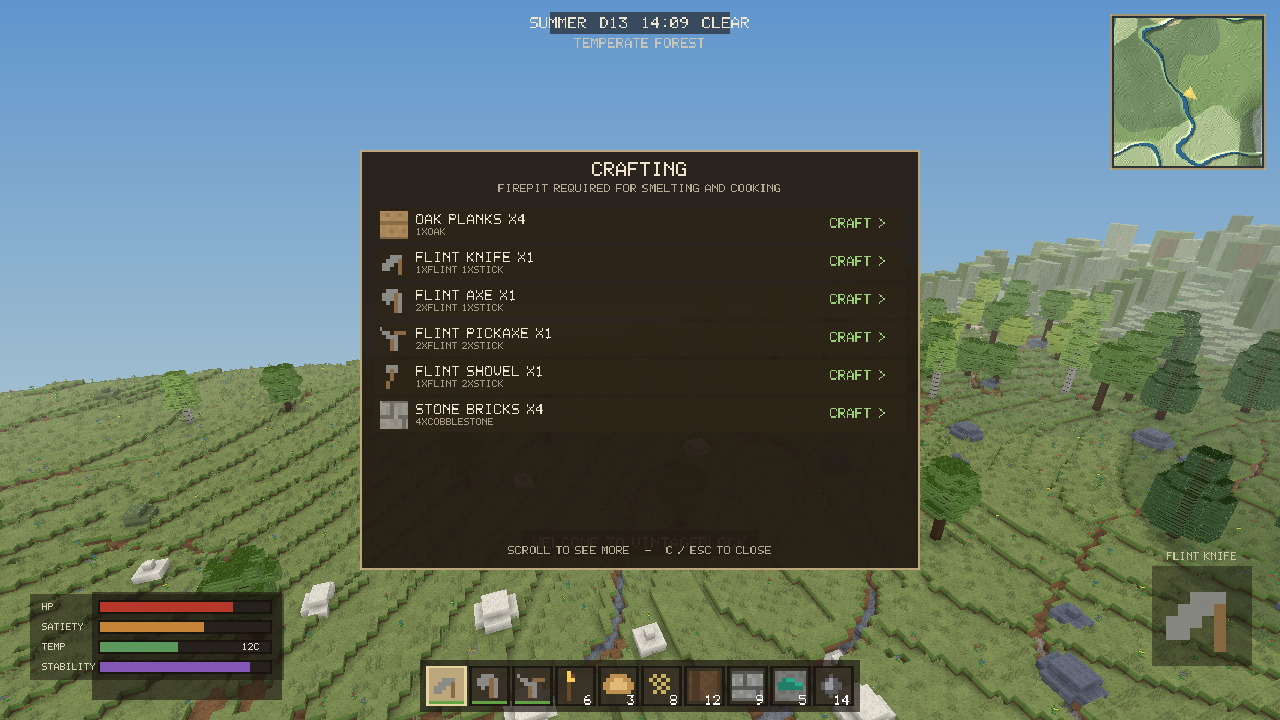 SUMMER D13 14:09 CLEAR
TEMPERATE FOREST
CRAFTING
FIREPIT REQUIRED FOR SMELTING AND COOKING
OAK PLANKS X4
1XOAK
CRAFT >
FLINT KNIFE X1
1XFLINT 1XSTICK
CRAFT >
FLINT AXE X1
2XFLINT 1XSTICK
CRAFT >
FLINT PICKAXE X1
2XFLINT 2XSTICK
CRAFT >
FLINT SHOVEL X1
1XFLINT 2XSTICK
CRAFT >
STONE BRICKS X4
4XCOBBLESTONE
CRAFT >
WELCOME TO VINTAGEBLOCK
SCROLL TO SEE MORE - C / ESC TO CLOSE
FLINT KNIFE
HP
SATIETY
TEMP 12C
STABILITY
6 3 8 12 9 5 14